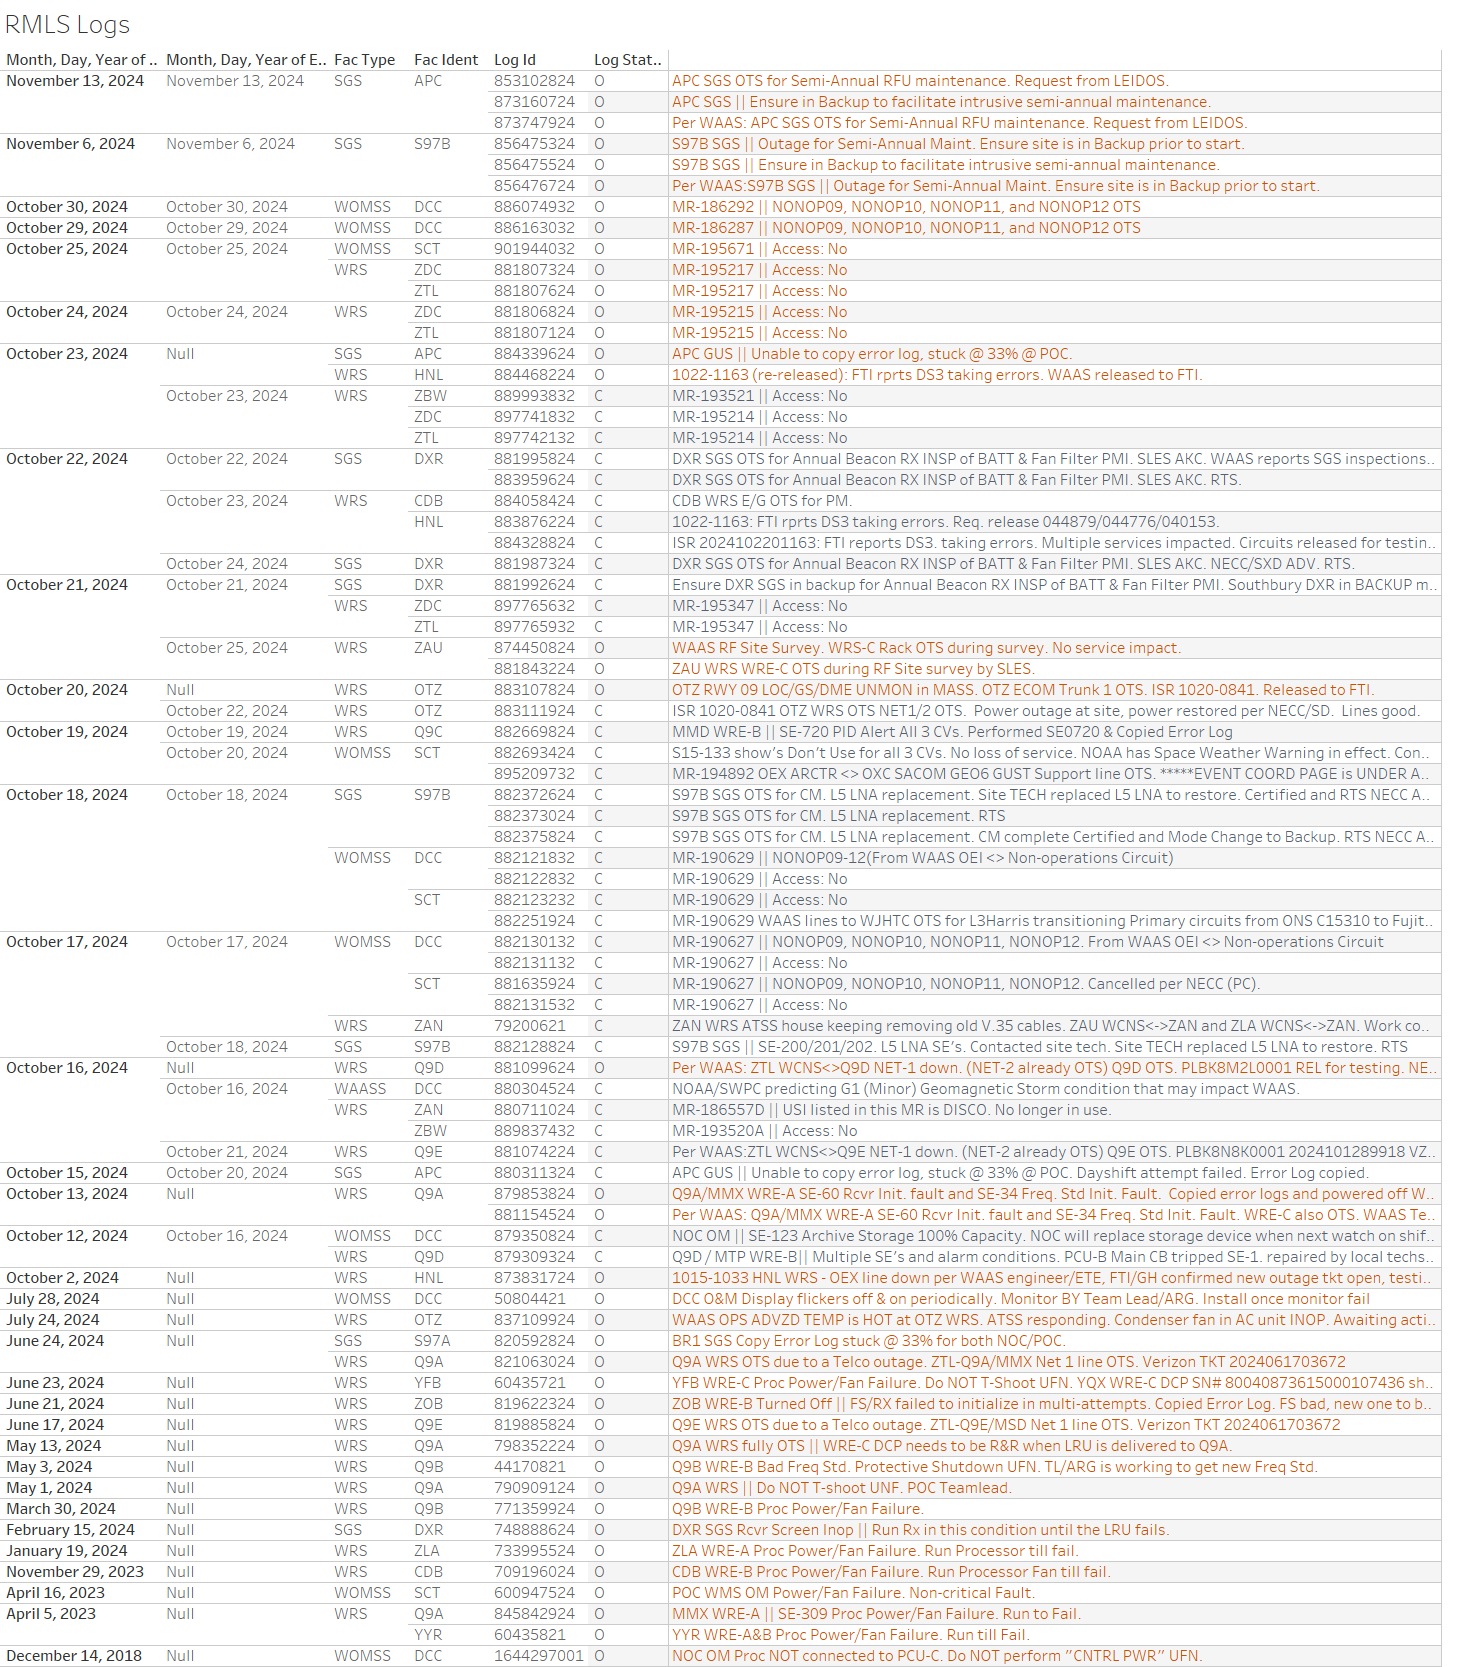 RMLS Logs
Month, Day, Year of .. Month, Day, Year of E.. Fac Type Fac Ident Log Id Log Stat..
November 13, 2024 November 13, 2024 SGS APC 853102824 O APC SGS OTS for Semi-Annual RFU maintenance. Request from LEIDOS.
873160724 O APC SGS || Ensure in Backup to facilitate intrusive semi-annual maintenance.
873747924 O Per WAAS: APC SGS OTS for Semi-Annual RFU maintenance. Request from LEIDOS.
November 6, 2024 November 6, 2024 SGS S97B 856475324 O S97B SGS || Outage for Semi-Annual Maint. Ensure site is in Backup prior to start.
856475524 O S97B SGS || Ensure in Backup to facilitate intrusive semi-annual maintenance.
856476724 O Per WAAS:S97B SGS || Outage for Semi-Annual Maint. Ensure site is in Backup prior to start.
October 30, 2024 October 30, 2024 WOMSS DCC 886074932 O MR-186292 || NONOP09, NONOP10, NONOP11, and NONOP12 OTS
October 29, 2024 October 29, 2024 WOMSS DCC 886163032 O MR-186287 || NONOP09, NONOP10, NONOP11, and NONOP12 OTS
October 25, 2024 October 25, 2024 WOMSS SCT 901944032 O MR-195671 || Access: No
WRS ZDC 881807324 O MR-195217 || Access: No
ZTL 881807624 O MR-195217 || Access: No
October 24, 2024 October 24, 2024 WRS ZDC 881806824 O MR-195215 || Access: No
ZTL 881807124 O MR-195215 || Access: No
October 23, 2024 Null SGS APC 884339624 O APC GUS || Unable to copy error log, stuck @ 33% @ POC.
WRS HNL 884468224 O 1022-1163 (re-released): FTI rprts DS3 taking errors. WAAS released to FTI.
October 23, 2024 WRS ZBW 889993832 C MR-193521 || Access: No
ZDC 897741832 C MR-195214 || Access: No
ZTL 897742132 C MR-195214 || Access: No
October 22, 2024 October 22, 2024 SGS DXR 881995824 C DXR SGS OTS for Annual Beacon RX INSP of BATT & Fan Filter PMI. SLES AKC. WAAS reports SGS inspections..
883959624 C DXR SGS OTS for Annual Beacon RX INSP of BATT & Fan Filter PMI. SLES AKC. RTS.
October 23, 2024 WRS CDB 884058424 C CDB WRS E/G OTS for PM.
HNL 883876224 C 1022-1163: FTI rprts DS3 taking errors. Req. release 044879/044776/040153.
884328824 C ISR 2024102201163: FTI reports DS3. taking errors. Multiple services impacted. Circuits released for testin..
October 24, 2024 SGS DXR 881987324 C DXR SGS OTS for Annual Beacon RX INSP of BATT & Fan Filter PMI. SLES AKC. NECC/SXD ADV. RTS.
October 21, 2024 October 21, 2024 SGS DXR 881992624 C Ensure DXR SGS in backup for Annual Beacon RX INSP of BATT & Fan Filter PMI. Southbury DXR in BACKUP m..
WRS ZDC 897765632 C MR-195347 || Access: No
ZTL 897765932 C MR-195347 || Access: No
October 25, 2024 WRS ZAU 874450824 O WAAS RF Site Survey. WRS-C Rack OTS during survey. No service impact.
881843224 O ZAU WRS WRE-C OTS during RF Site survey by SLES.
October 20, 2024 Null WRS OTZ 883107824 O OTZ RWY 09 LOC/GS/DME UNMON in MASS. OTZ ECOM Trunk 1 OTS. ISR 1020-0841. Released to FTI.
October 22, 2024 WRS OTZ 883111924 C ISR 1020-0841 OTZ WRS OTS NET1/2 OTS.  Power outage at site, power restored per NECC/SD.  Lines good.
October 19, 2024 October 19, 2024 WRS Q9C 882669824 C MMD WRE-B || SE-720 PID Alert All 3 CVs. Performed SE0720 & Copied Error Log
October 20, 2024 WOMSS SCT 882693424 C S15-133 show's Don't Use for all 3 CVs. No loss of service. NOAA has Space Weather Warning in effect. Con..
895209732 C MR-194892 OEX ARCTR <> OXC SACOM GEO6 GUST Support line OTS. *****EVENT COORD PAGE is UNDER A..
October 18, 2024 October 18, 2024 SGS S97B 882372624 C S97B SGS OTS for CM. L5 LNA replacement. Site TECH replaced L5 LNA to restore. Certified and RTS NECC A..
882373024 C S97B SGS OTS for CM. L5 LNA replacement. RTS
882375824 C S97B SGS OTS for CM. L5 LNA replacement. CM complete Certified and Mode Change to Backup. RTS NECC A..
WOMSS DCC 882121832 C MR-190629 || NONOP09-12(From WAAS OEI <> Non-operations Circuit)
882122832 C MR-190629 || Access: No
SCT 882123232 C MR-190629 || Access: No
882251924 C MR-190629 WAAS lines to WJHTC OTS for L3Harris transitioning Primary circuits from ONS C15310 to Fujit..
October 17, 2024 October 17, 2024 WOMSS DCC 882130132 C MR-190627 || NONOP09, NONOP10, NONOP11, NONOP12. From WAAS OEI <> Non-operations Circuit
882131132 C MR-190627 || Access: No
SCT 881635924 C MR-190627 || NONOP09, NONOP10, NONOP11, NONOP12. Cancelled per NECC (PC).
882131532 C MR-190627 || Access: No
WRS ZAN 79200621 C ZAN WRS ATSS house keeping removing old V.35 cables. ZAU WCNS<->ZAN and ZLA WCNS<->ZAN. Work co..
October 18, 2024 SGS S97B 882128824 C S97B SGS || SE-200/201/202. L5 LNA SE's. Contacted site tech. Site TECH replaced L5 LNA to restore. RTS
October 16, 2024 Null WRS Q9D 881099624 O Per WAAS: ZTL WCNS<>Q9D NET-1 down. (NET-2 already OTS) Q9D OTS. PLBK8M2L0001 REL for testing. NE..
October 16, 2024 WAASS DCC 880304524 C NOAA/SWPC predicting G1 (Minor) Geomagnetic Storm condition that may impact WAAS.
WRS ZAN 880711024 C MR-186557D || USI listed in this MR is DISCO. No longer in use.
ZBW 889837432 C MR-193520A || Access: No
October 21, 2024 WRS Q9E 881074224 C Per WAAS:ZTL WCNS<>Q9E NET-1 down. (NET-2 already OTS) Q9E OTS. PLBK8N8K0001 2024101289918 VZ..
October 15, 2024 October 20, 2024 SGS APC 880311324 C APC GUS || Unable to copy error log, stuck @ 33% @ POC. Dayshift attempt failed. Error Log copied.
October 13, 2024 Null WRS Q9A 879853824 O Q9A/MMX WRE-A SE-60 Rcvr Init. fault and SE-34 Freq. Std Init. Fault.  Copied error logs and powered off W..
881154524 O Per WAAS: Q9A/MMX WRE-A SE-60 Rcvr Init. fault and SE-34 Freq. Std Init. Fault. WRE-C also OTS. WAAS Te..
October 12, 2024 October 16, 2024 WOMSS DCC 879350824 C NOC OM || SE-123 Archive Storage 100% Capacity. NOC will replace storage device when next watch on shif..
WRS Q9D 879309324 C Q9D / MTP WRE-B|| Multiple SE's and alarm conditions. PCU-B Main CB tripped SE-1. repaired by local techs..
October 2, 2024 Null WRS HNL 873831724 O 1015-1033 HNL WRS - OEX line down per WAAS engineer/ETE, FTI/GH confirmed new outage tkt open, testi..
July 28, 2024 Null WOMSS DCC 50804421 O DCC O&M Display flickers off & on periodically. Monitor BY Team Lead/ARG. Install once monitor fail
July 24, 2024 Null WRS OTZ 837109924 O WAAS OPS ADVZD TEMP is HOT at OTZ WRS. ATSS responding. Condenser fan in AC unit INOP. Awaiting acti..
June 24, 2024 Null SGS S97A 820592824 O BR1 SGS Copy Error Log stuck @ 33% for both NOC/POC.
WRS Q9A 821063024 O Q9A WRS OTS due to a Telco outage. ZTL-Q9A/MMX Net 1 line OTS. Verizon TKT 2024061703672
June 23, 2024 Null WRS YFB 60435721 O YFB WRE-C Proc Power/Fan Failure. Do NOT T-Shoot UFN. YQX WRE-C DCP SN# 80040873615000107436 sh..
June 21, 2024 Null WRS ZOB 819622324 O ZOB WRE-B Turned Off || FS/RX failed to initialize in multi-attempts. Copied Error Log. FS bad, new one to b..
June 17, 2024 Null WRS Q9E 819885824 O Q9E WRS OTS due to a Telco outage. ZTL-Q9E/MSD Net 1 line OTS. Verizon TKT 2024061703672
May 13, 2024 Null WRS Q9A 798352224 O Q9A WRS fully OTS || WRE-C DCP needs to be R&R when LRU is delivered to Q9A.
May 3, 2024 Null WRS Q9B 44170821 O Q9B WRE-B Bad Freq Std. Protective Shutdown UFN. TL/ARG is working to get new Freq Std.
May 1, 2024 Null WRS Q9A 790909124 O Q9A WRS || Do NOT T-shoot UNF. POC Teamlead.
March 30, 2024 Null WRS Q9B 771359924 O Q9B WRE-B Proc Power/Fan Failure.
February 15, 2024 Null SGS DXR 748888624 O DXR SGS Rcvr Screen Inop || Run Rx in this condition until the LRU fails.
January 19, 2024 Null WRS ZLA 733995524 O ZLA WRE-A Proc Power/Fan Failure. Run Processor till fail.
November 29, 2023 Null WRS CDB 709196024 O CDB WRE-B Proc Power/Fan Failure. Run Processor Fan till fail.
April 16, 2023 Null WOMSS SCT 600947524 O POC WMS OM Power/Fan Failure. Non-critical Fault.
April 5, 2023 Null WRS Q9A 845842924 O MMX WRE-A || SE-309 Proc Power/Fan Failure. Run to Fail.
YYR 60435821 O YYR WRE-A&B Proc Power/Fan Failure. Run till Fail.
December 14, 2018 Null WOMSS DCC 1644297001 O NOC OM Proc NOT connected to PCU-C. Do NOT perform "CNTRL PWR" UFN.